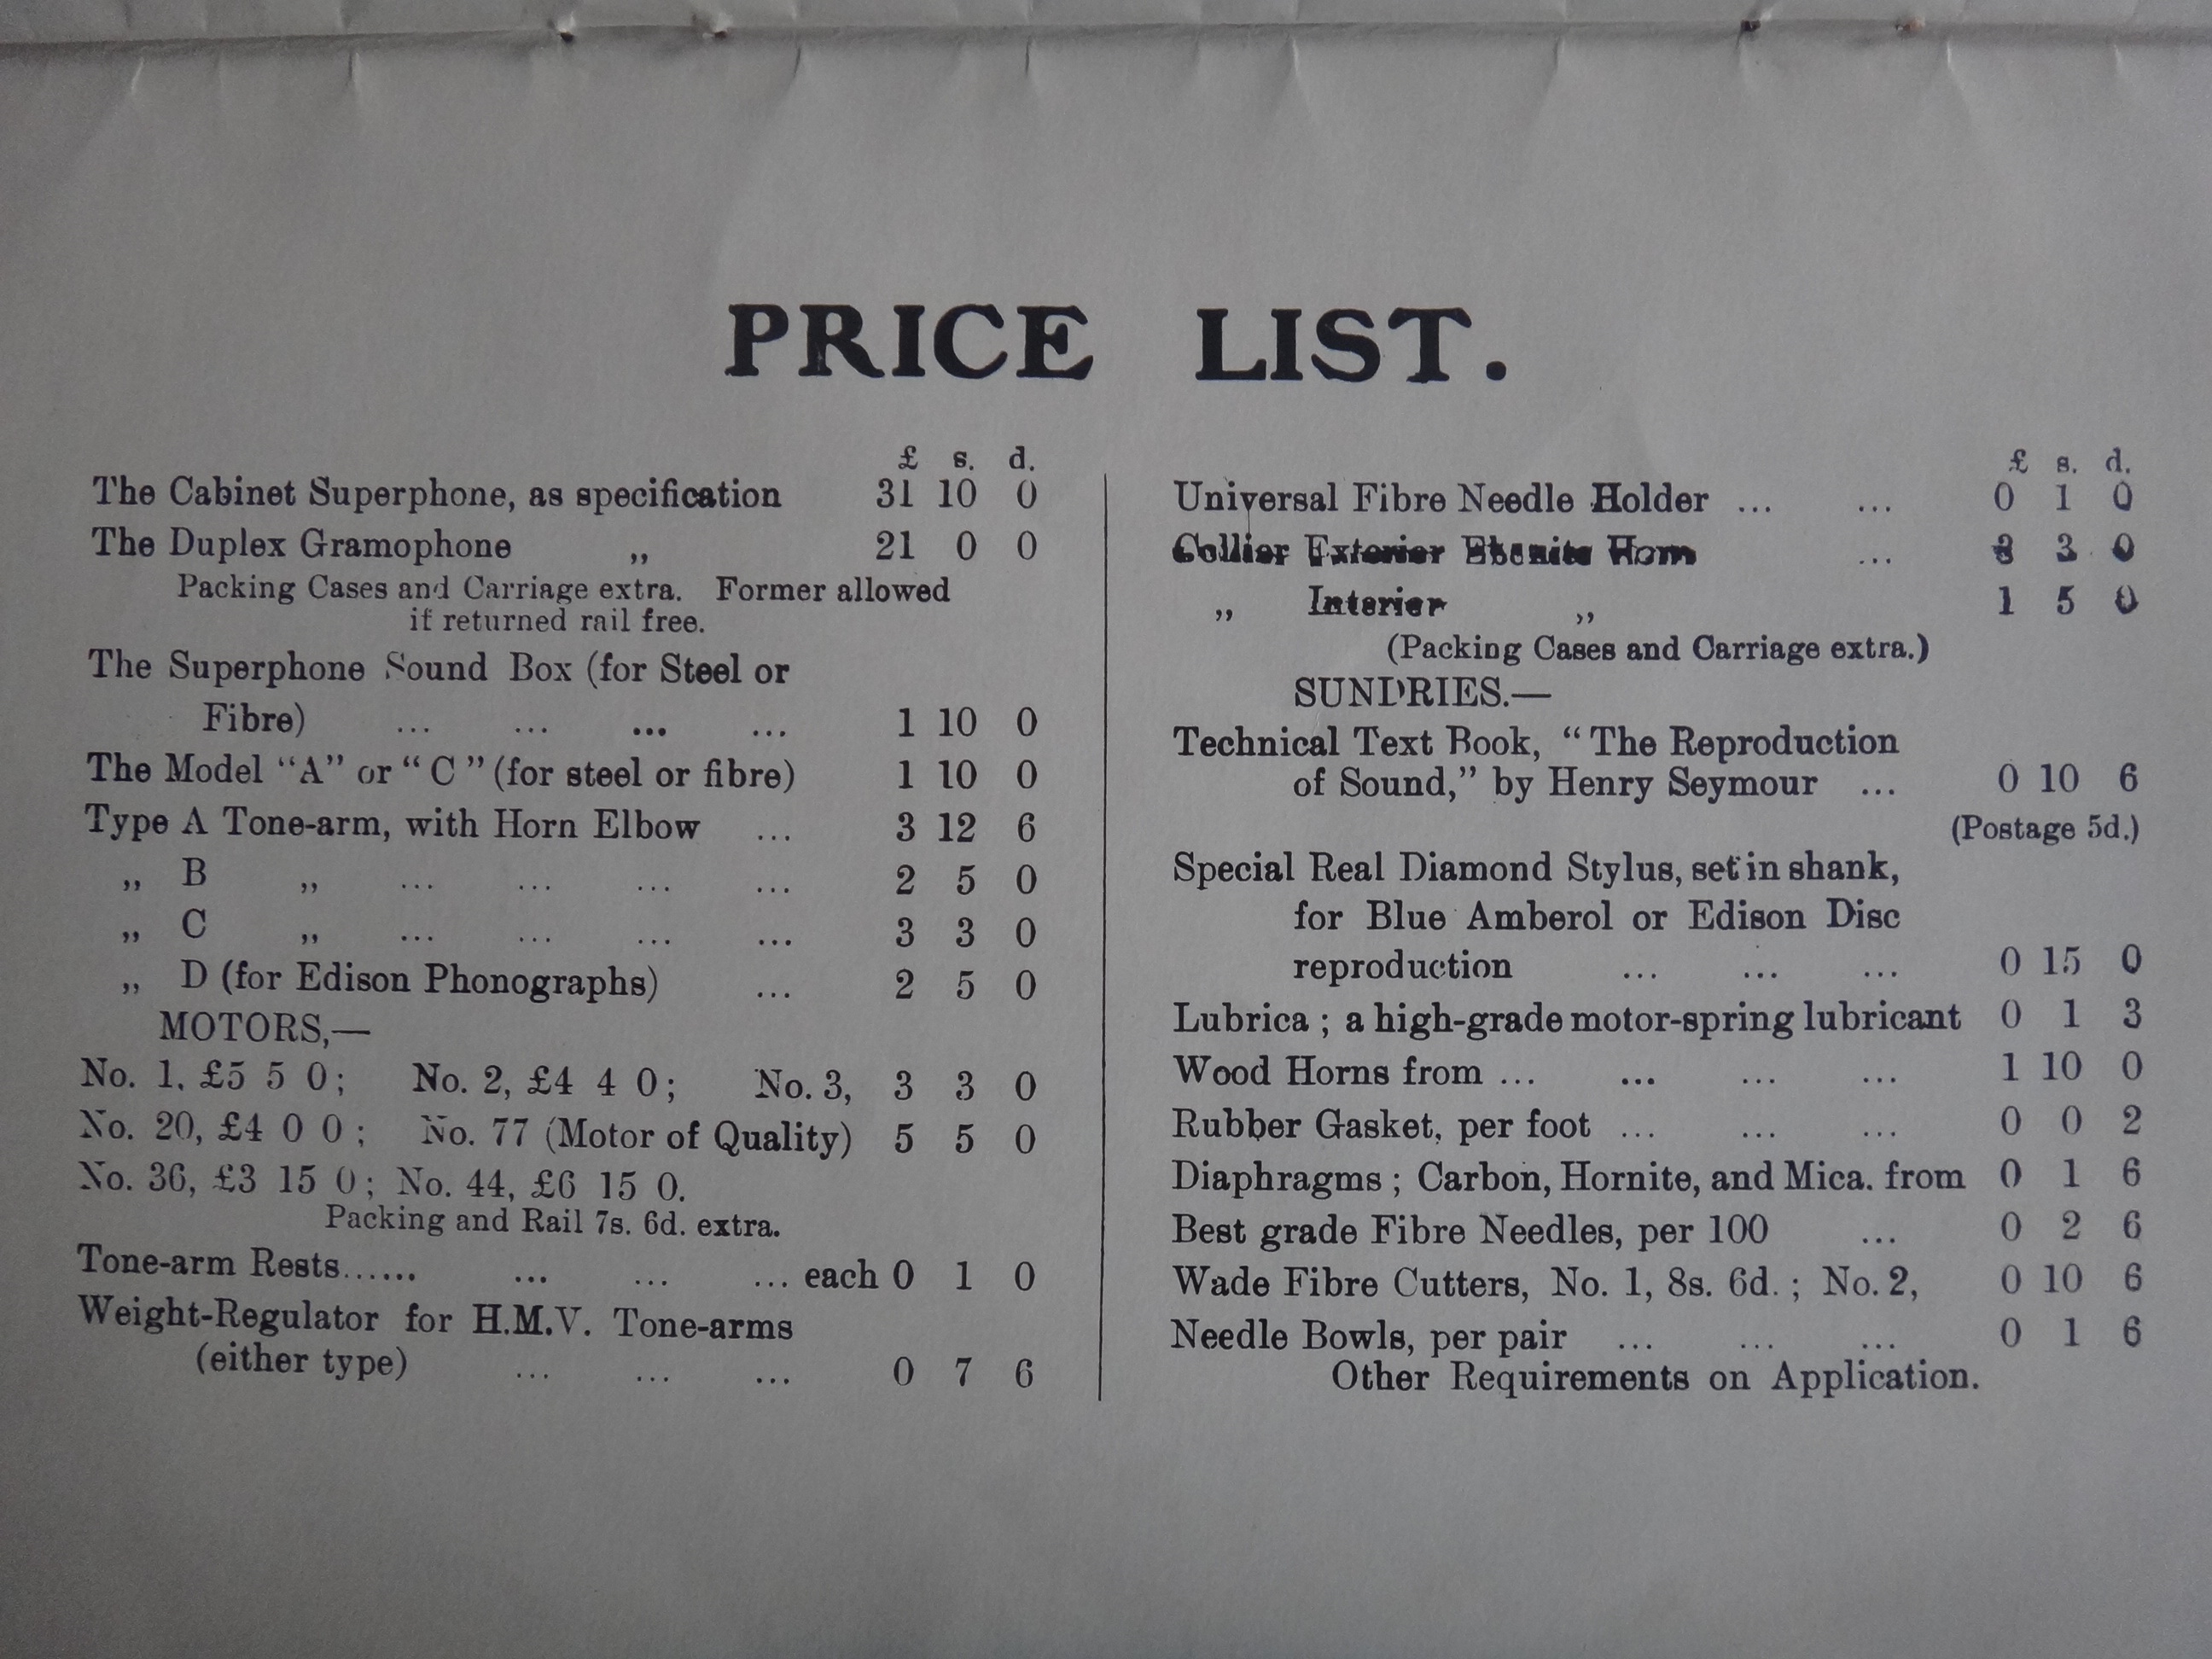 PRICE LIST.
£ s. d.
The Cabinet Superphone, as specification 31 10 0
The Duplex Gramophone „ 21 0 0
Packing Cases and Carriage extra. Former allowed
if returned rail free.
The Superphone Sound Box (for Steel or
Fibre) ... ... ... ... 1 10 0
The Model "A" or "C" (for steel or fibre) 1 10 0
Type A Tone-arm, with Horn Elbow ... 3 12 6
„ B „ ... ... ... ... 2 5 0
„ C „ ... ... ... ... 3 3 0
„ D (for Edison Phonographs) ... 2 5 0
MOTORS,—
No. 1, £5 5 0; No. 2, £4 4 0; No. 3, 3 3 0
No. 20, £4 0 0; No. 77 (Motor of Quality) 5 5 0
No. 36, £3 15 0; No. 44, £6 15 0.
Packing and Rail 7s. 6d. extra.
Tone-arm Rests...... ... ... ... each 0 1 0
Weight-Regulator for H.M.V. Tone-arms
(either type) ... ... ... 0 7 6
£ s. d.
Universal Fibre Needle Holder ... ... 0 1 0
Collier Exterior Ebonite Horn ... 3 0
„ Interior „ 1 5 0
(Packing Cases and Carriage extra.)
SUNDRIES.—
Technical Text Book, "The Reproduction
of Sound," by Henry Seymour ... 0 10 6
(Postage 5d.)
Special Real Diamond Stylus, set in shank,
for Blue Amberol or Edison Disc
reproduction ... ... ... 0 15 0
Lubrica ; a high-grade motor-spring lubricant 0 1 3
Wood Horns from ... ... ... ... 1 10 0
Rubber Gasket, per foot ... ... ... 0 0 2
Diaphragms ; Carbon, Hornite, and Mica. from 0 1 6
Best grade Fibre Needles, per 100 ... 0 2 6
Wade Fibre Cutters, No. 1, 8s. 6d. ; No. 2, 0 10 6
Needle Bowls, per pair ... ... ... 0 1 6
Other Requirements on Application.